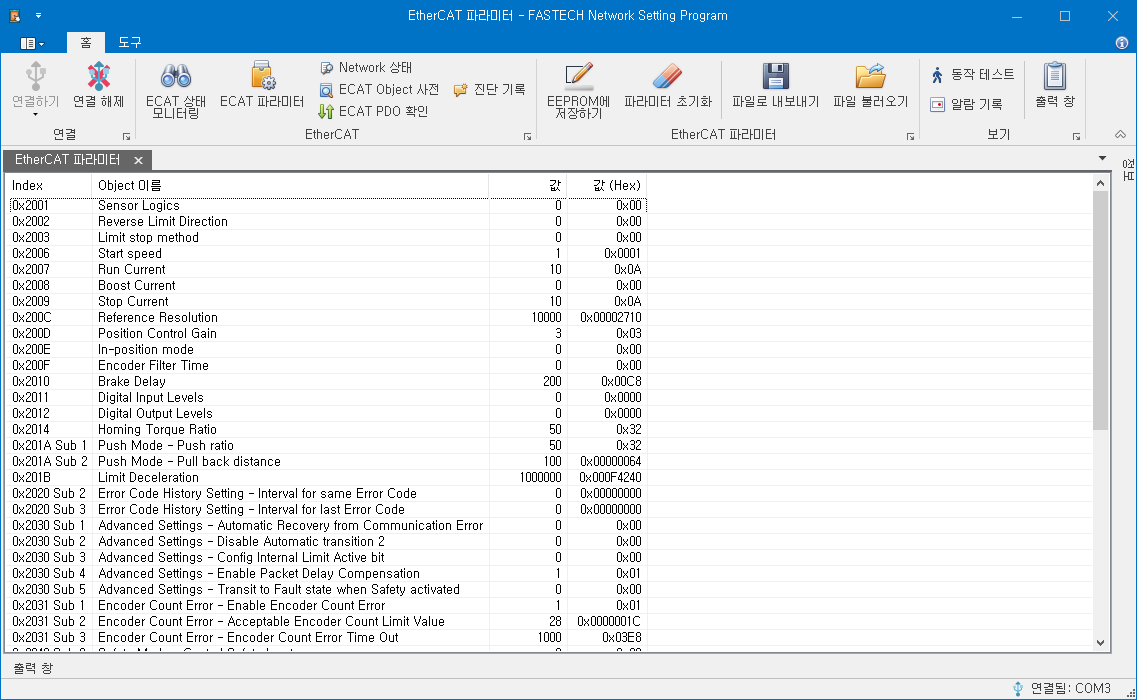 EtherCAT 파라미터 - FASTECH Network Setting Program
홈 도구
연결하기 연결 해제
연결
ECAT 상태
모니터링
ECAT 파라미터
Network 상태
ECAT Object 사전
ECAT PDO 확인
진단 기록
EtherCAT
EEPROM에
저장하기
파라미터 초기화
파일로 내보내기
파일 불러오기
EtherCAT 파라미터
동작 테스트
알람 기록
출력 창
보기
EtherCAT 파라미터
정보
Index Object 이름 값 값 (Hex)
0x2001 Sensor Logics 0 0x00
0x2002 Reverse Limit Direction 0 0x00
0x2003 Limit stop method 0 0x00
0x2006 Start speed 1 0x0001
0x2007 Run Current 10 0x0A
0x2008 Boost Current 0 0x00
0x2009 Stop Current 10 0x0A
0x200C Reference Resolution 10000 0x00002710
0x200D Position Control Gain 3 0x03
0x200E In-position mode 0 0x00
0x200F Encoder Filter Time 0 0x00
0x2010 Brake Delay 200 0x00C8
0x2011 Digital Input Levels 0 0x0000
0x2012 Digital Output Levels 0 0x0000
0x2014 Homing Torque Ratio 50 0x32
0x201A Sub 1 Push Mode - Push ratio 50 0x32
0x201A Sub 2 Push Mode - Pull back distance 100 0x00000064
0x201B Limit Deceleration 1000000 0x000F4240
0x2020 Sub 2 Error Code History Setting - Interval for same Error Code 0 0x00000000
0x2020 Sub 3 Error Code History Setting - Interval for last Error Code 0 0x00000000
0x2030 Sub 1 Advanced Settings - Automatic Recovery from Communication Error 0 0x00
0x2030 Sub 2 Advanced Settings - Disable Automatic transition 2 0 0x00
0x2030 Sub 3 Advanced Settings - Config Internal Limit Active bit 0 0x00
0x2030 Sub 4 Advanced Settings - Enable Packet Delay Compensation 1 0x01
0x2030 Sub 5 Advanced Settings - Transit to Fault state when Safety activated 0 0x00
0x2031 Sub 1 Encoder Count Error - Enable Encoder Count Error 1 0x01
0x2031 Sub 2 Encoder Count Error - Acceptable Encoder Count Limit Value 28 0x0000001C
0x2031 Sub 3 Encoder Count Error - Encoder Count Error Time Out 1000 0x03E8
출력 창
연결됨: COM3